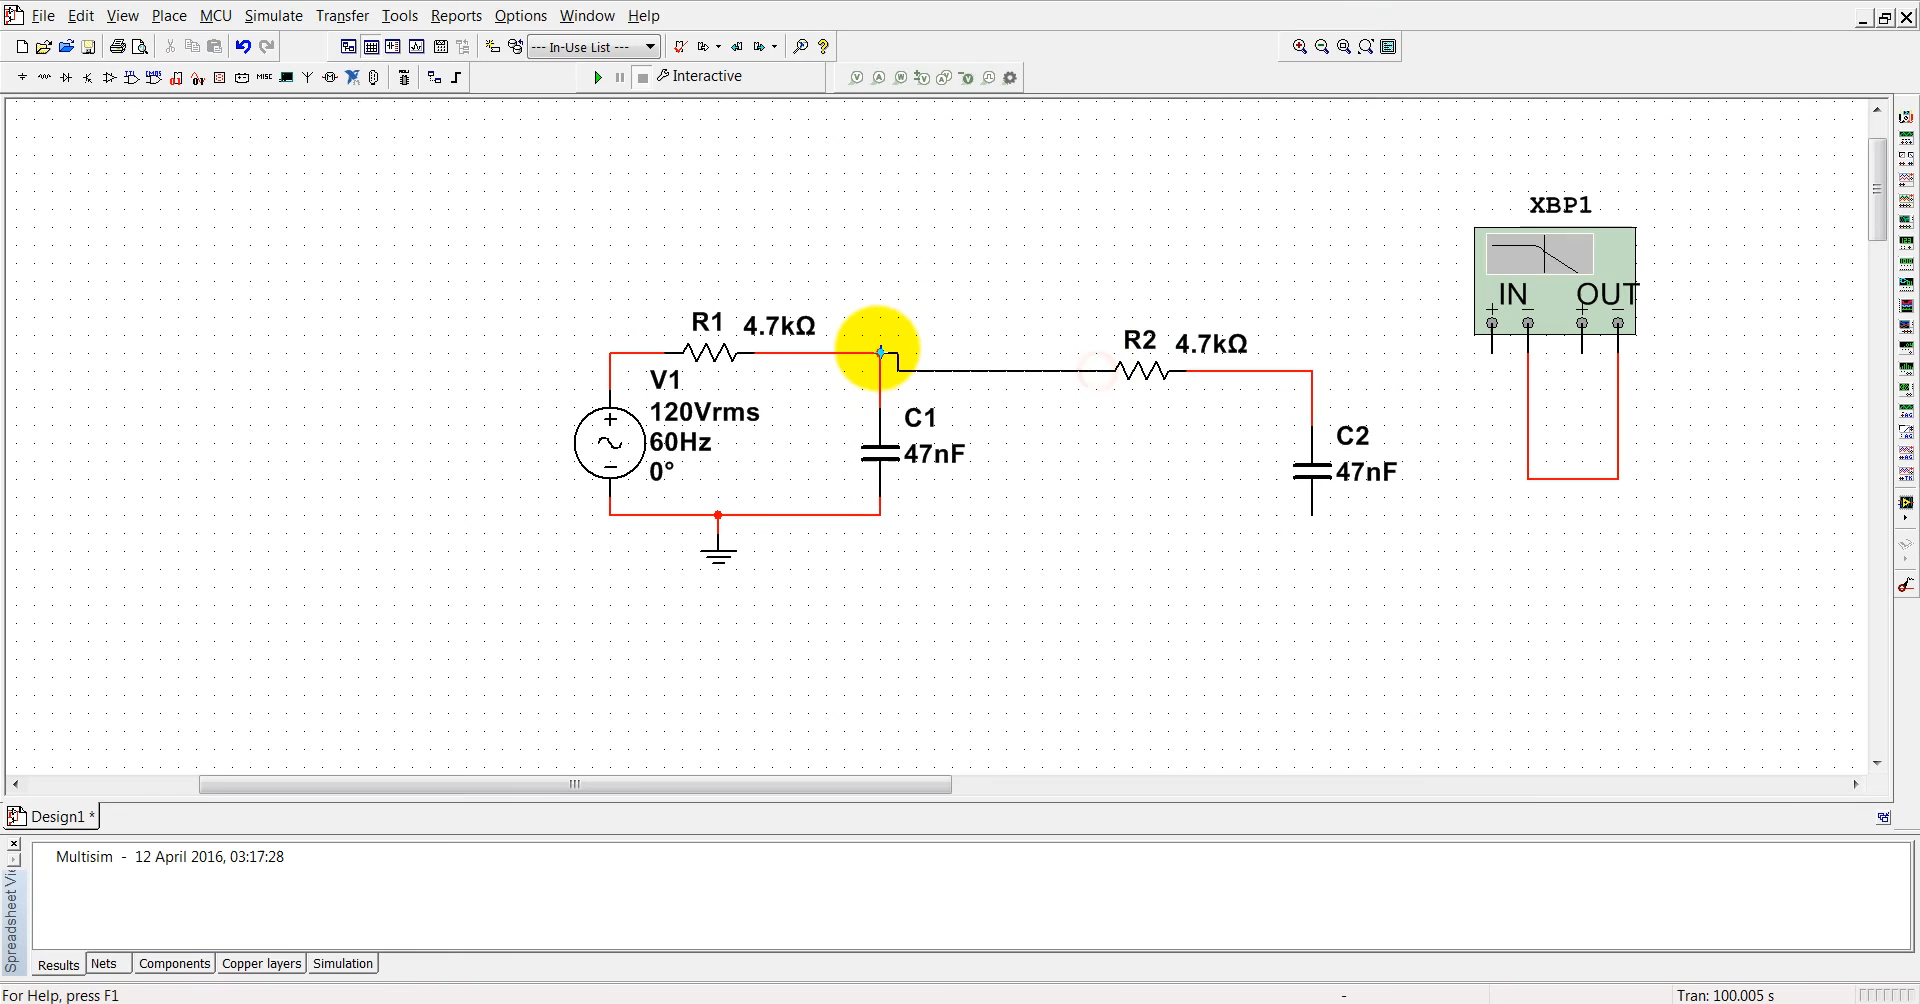 File Edit View Place MCU Simulate Transfer Tools Reports Options Window Help
--- In-Use List ---
Interactive
XBP1
IN OUT
R1 4.7kΩ
R2 4.7kΩ
V1
120Vrms
60Hz
0°
C1
47nF
C2
47nF
Design1 *
Multisim - 12 April 2016, 03:17:28
Spreadsheet Vi
Results Nets Components Copper layers Simulation
For Help, press F1
- Tran: 100.005 s